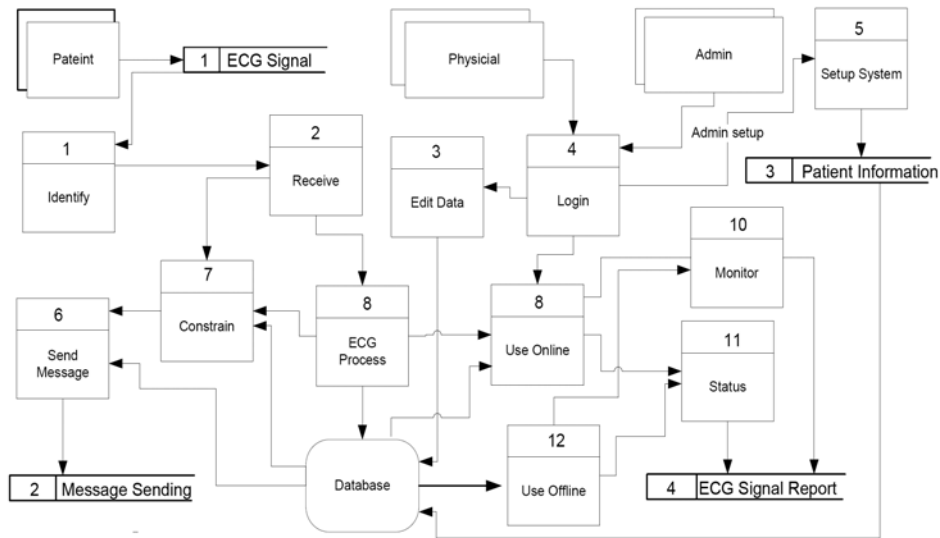 Pateint
1 ECG Signal
Physicial
Admin
5
Setup System
Admin setup
1
Identify
2
Receive
3
Edit Data
4
Login
3 Patient Information
10
Monitor
7
Constrain
6
Send
Message
8
ECG
Process
8
Use Online
11
Status
12
Use Offline
Database
2 Message Sending
4 ECG Signal Report